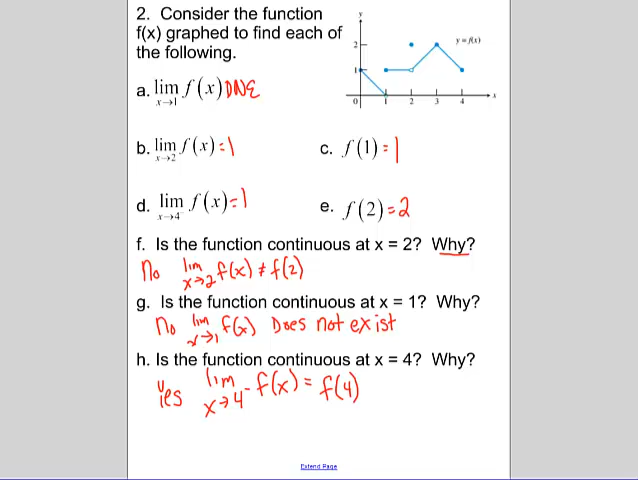 2. Consider the function
f(x) graphed to find each of
the following.
y
2
1
0 1 2 3 4 x
y = f(x)
a. lim f(x) DNE
x→1
b. lim f(x) = 1
x→2
c. f(1) = 1
d. lim f(x) = 1
x→4⁻
e. f(2) = 2
f. Is the function continuous at x = 2? Why?
No lim f(x) ≠ f(2)
x→2
g. Is the function continuous at x = 1? Why?
No lim f(x) Does not exist
x→1
h. Is the function continuous at x = 4? Why?
yes lim f(x) = f(4)
x→4⁻
Extend Page